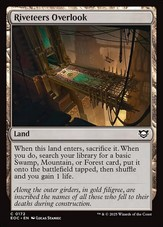 Riveteers Overlook
Land
When this land enters, sacrifice it. When
you do, search your library for a basic
Swamp, Mountain, or Forest card, put it
onto the battlefield tapped, then shuffle
and you gain 1 life.
Along the outer girders, in gold filigree, are
inscribed the names of all those who fell to their
deaths during construction.
C 0172
EOC • EN LUCAS STANIEC
™ & © 2025 Wizards of the Coast